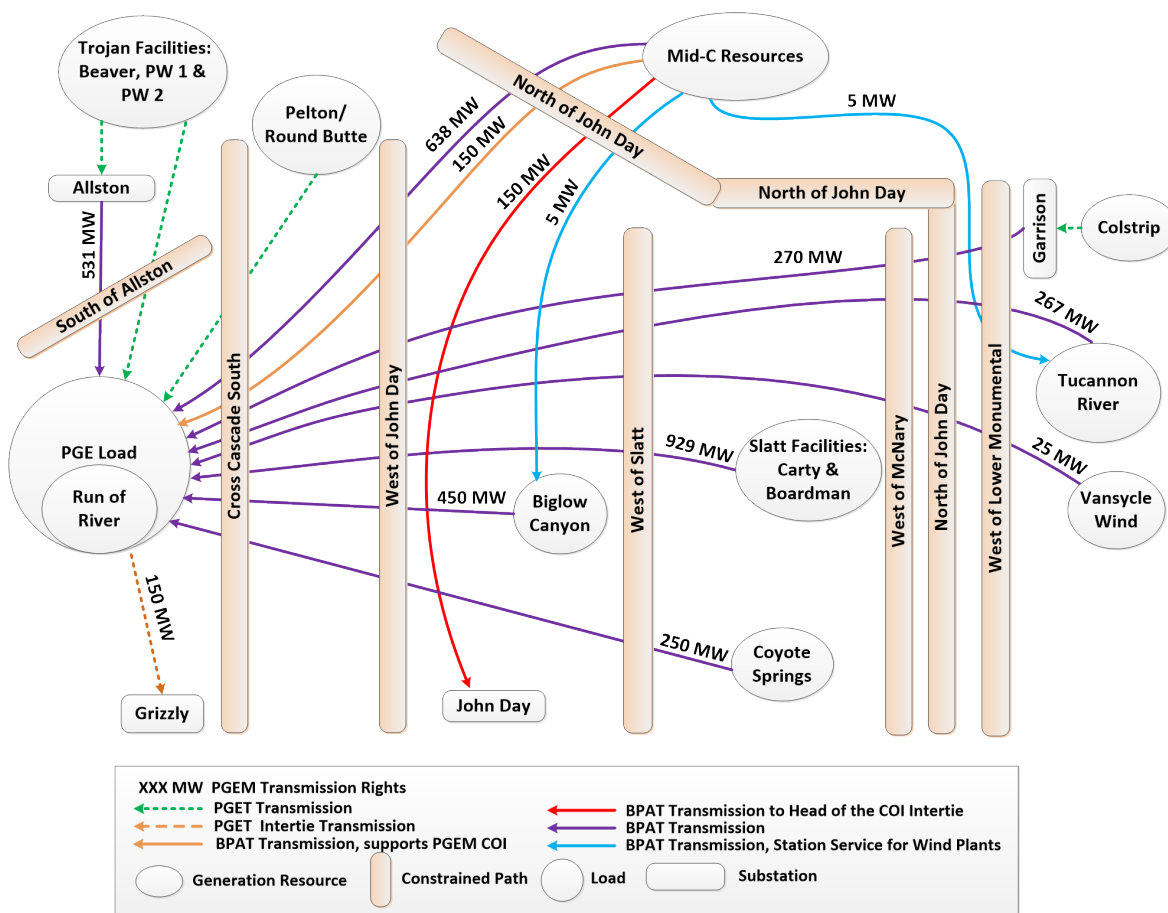 Trojan Facilities:
Beaver, PW 1 &
PW 2
Mid-C Resources
Pelton/
Round Butte
North of John Day
5 MW
638 MW
150 MW
150 MW
5 MW
Allston
North of John Day
531 MW
South of Allston
Garrison
Colstrip
270 MW
267 MW
Cross Cascade South
West of John Day
West of Slatt
West of McNary
North of John Day
West of Lower Monumental
Tucannon
River
PGE Load
Run of
River
929 MW
Slatt Facilities:
Carty &
Boardman
25 MW
Vansycle
Wind
450 MW
Biglow
Canyon
150 MW
250 MW
Coyote
Springs
Grizzly
John Day
XXX MW PGEM Transmission Rights
PGET Transmission
PGET Intertie Transmission
BPAT Transmission, supports PGEM COI
BPAT Transmission to Head of the COI Intertie
BPAT Transmission
BPAT Transmission, Station Service for Wind Plants
Generation Resource
Constrained Path
Load
Substation